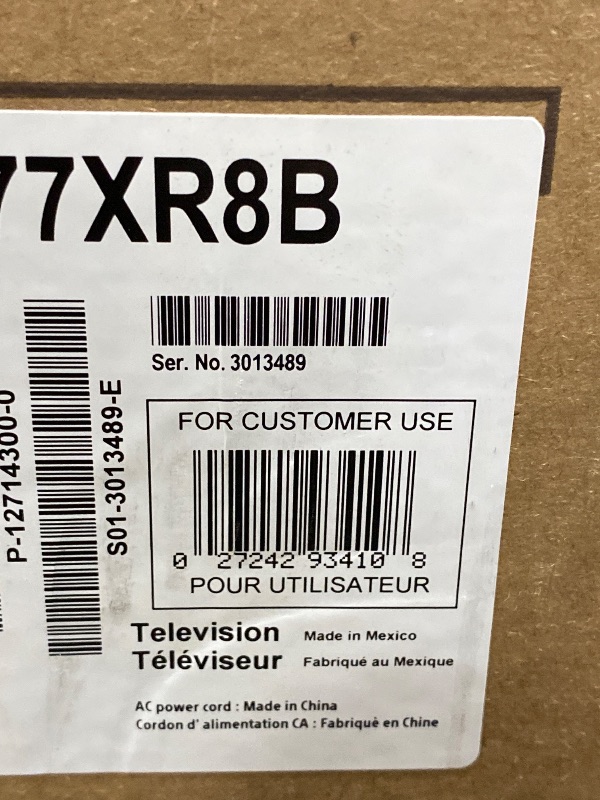 77XR8B
Ser. No. 3013489
P-12714300-0
S01-3013489-E
FOR CUSTOMER USE
0 27242 93410 8
POUR UTILISATEUR
Television Made in Mexico
Téléviseur Fabriqué au Mexique
AC power cord : Made in China
Cordon d' alimentation CA : Fabriqué en Chine